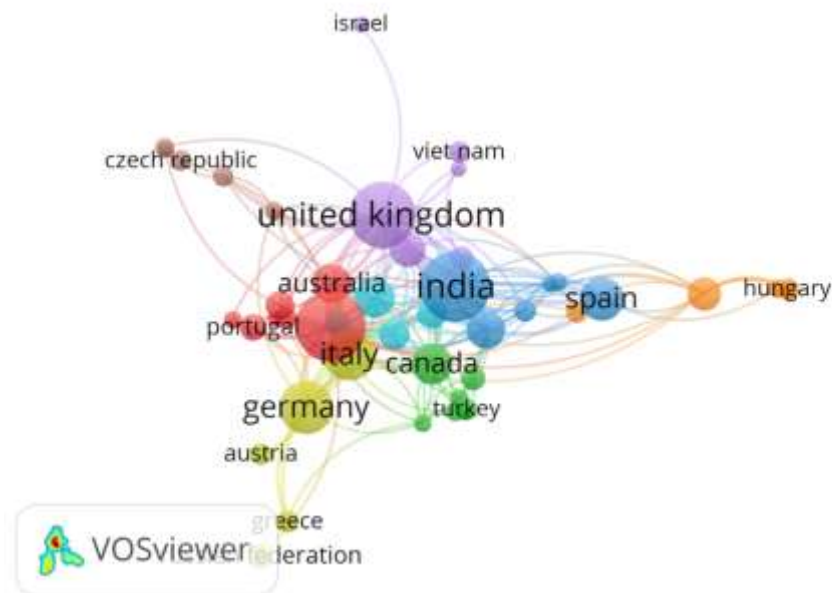 israel
viet nam
czech republic
united kingdom
australia
india
spain
hungary
portugal
italy
canada
germany
turkey
austria
greece
VOSviewer
federation